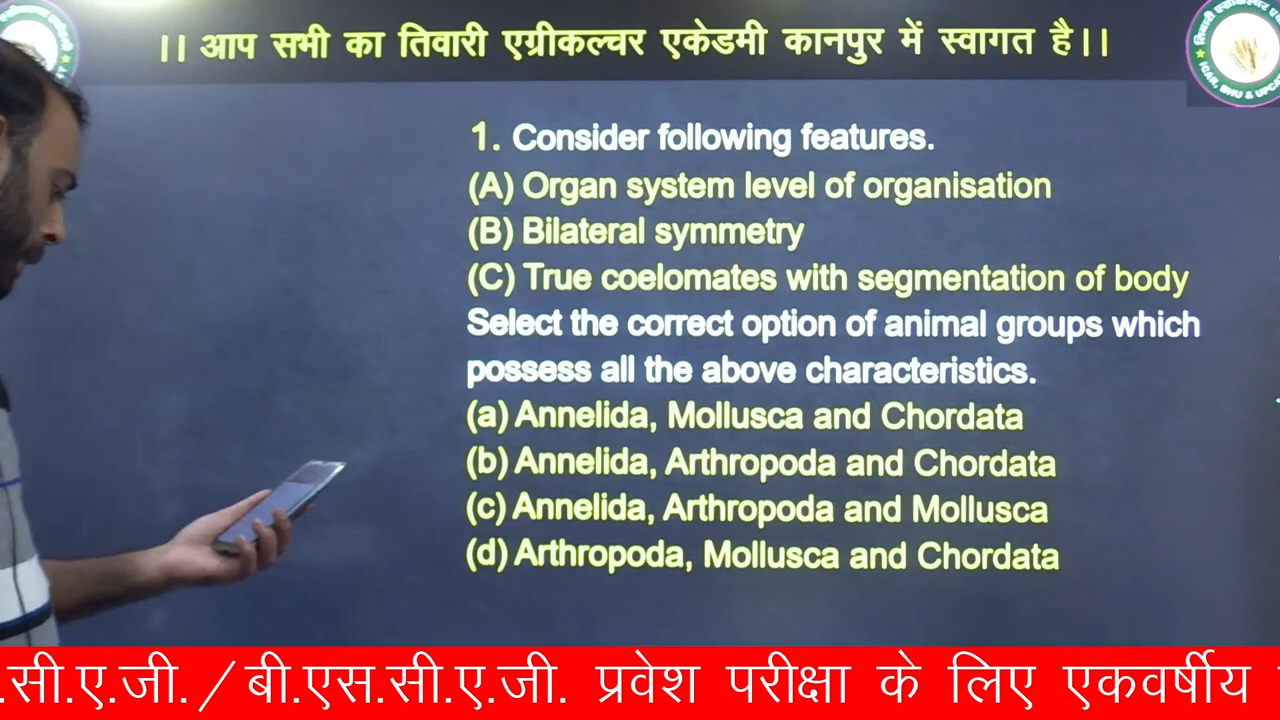 ।। आप सभी का तिवारी एग्रीकल्चर एकेडमी कानपुर में स्वागत है।।
1. Consider following features.
(A) Organ system level of organisation
(B) Bilateral symmetry
(C) True coelomates with segmentation of body
Select the correct option of animal groups which
possess all the above characteristics.
(a) Annelida, Mollusca and Chordata
(b) Annelida, Arthropoda and Chordata
(c) Annelida, Arthropoda and Mollusca
(d) Arthropoda, Mollusca and Chordata
.सी.ए.जी./बी.एस.सी.ए.जी. प्रवेश परीक्षा के लिए एकवर्षीय